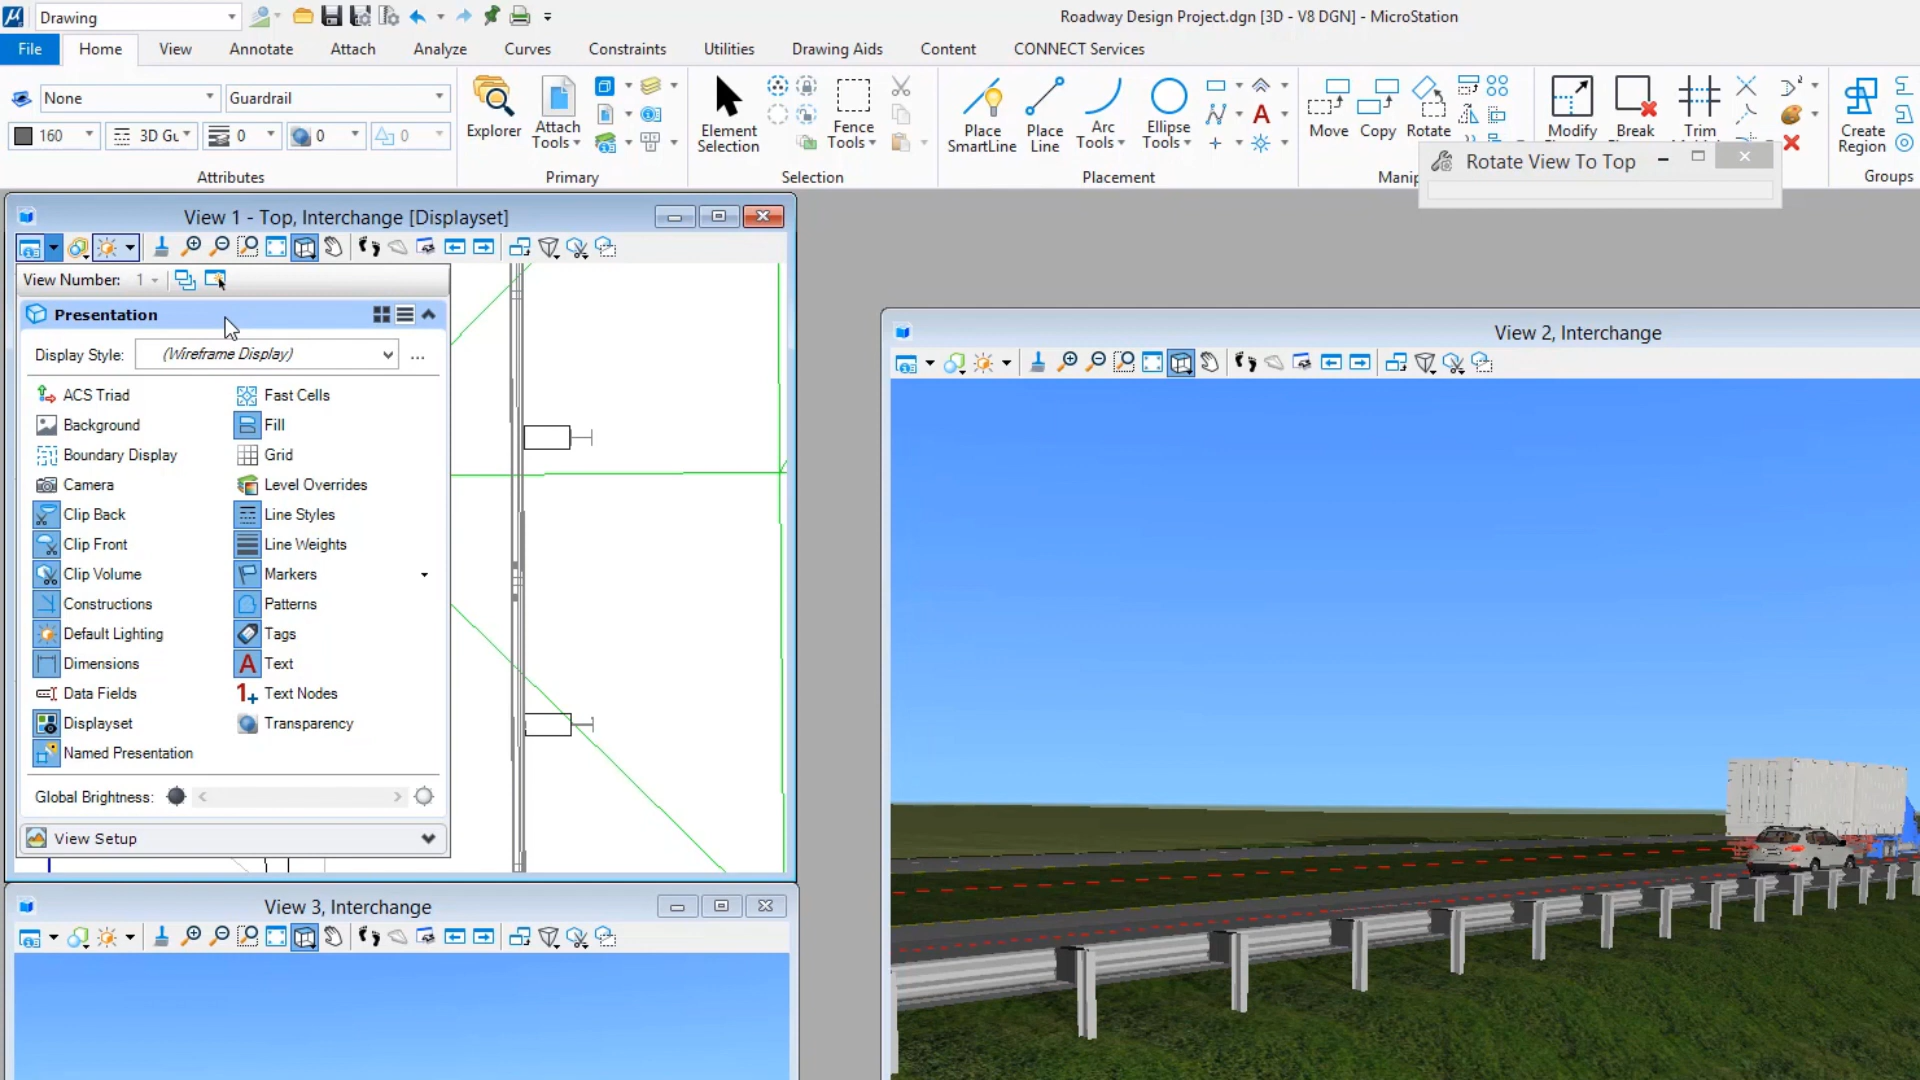 Drawing
Roadway Design Project.dgn [3D - V8 DGN] - MicroStation
File Home View Annotate Attach Analyze Curves Constraints Utilities Drawing Aids Content CONNECT Services
None Guardrail
160 3D Gu 0 0 0
Attributes
Explorer
Attach Tools
Primary
Element Selection
Fence Tools
Selection
Place SmartLine
Place Line
Arc Tools
Ellipse Tools
Placement
Move Copy Rotate
Modify Break Trim
Create Region
Groups
Rotate View To Top
View 1 - Top, Interchange [Displayset]
View Number: 1
Presentation
Display Style: (Wireframe Display) ...
ACS Triad Fast Cells
Background Fill
Boundary Display Grid
Camera Level Overrides
Clip Back Line Styles
Clip Front Line Weights
Clip Volume Markers
Constructions Patterns
Default Lighting Tags
Dimensions Text
Data Fields Text Nodes
Displayset Transparency
Named Presentation
Global Brightness:
View Setup
View 2, Interchange
View 3, Interchange